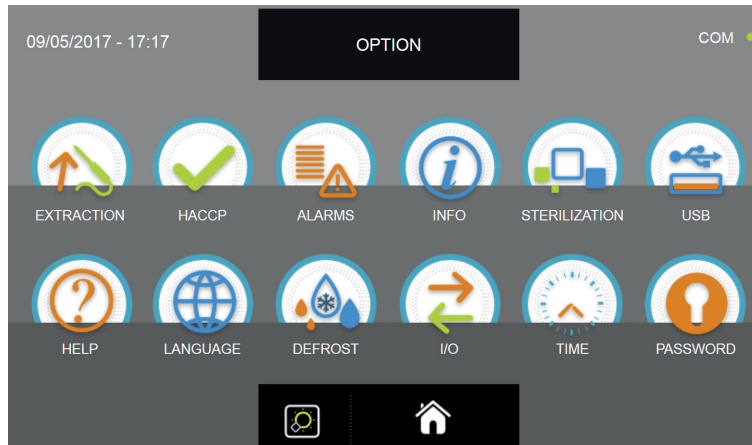 09/05/2017 - 17:17
OPTION
COM
EXTRACTION
HACCP
ALARMS
INFO
STERILIZATION
USB
HELP
LANGUAGE
DEFROST
I/O
TIME
PASSWORD